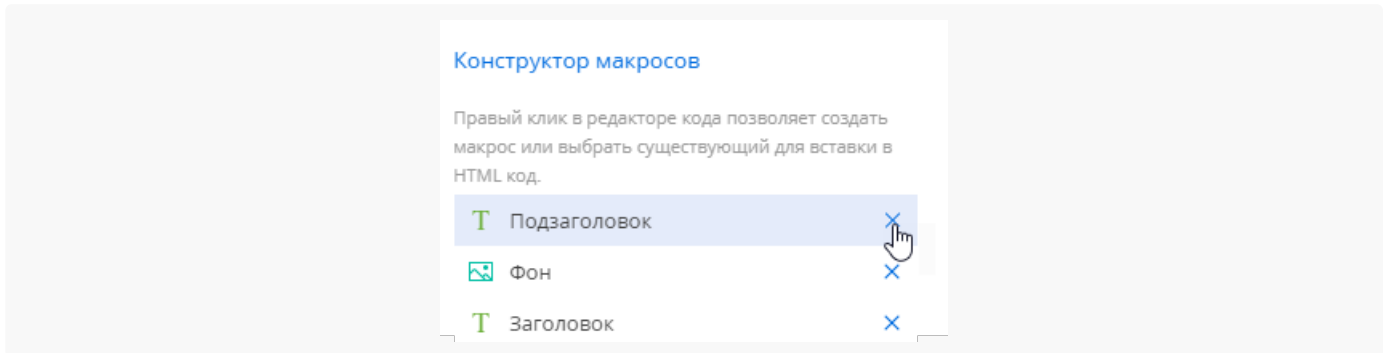 Конструктор макросов
Правый клик в редакторе кода позволяет создать
макрос или выбрать существующий для вставки в
HTML код.
Подзаголовок
Фон
Заголовок